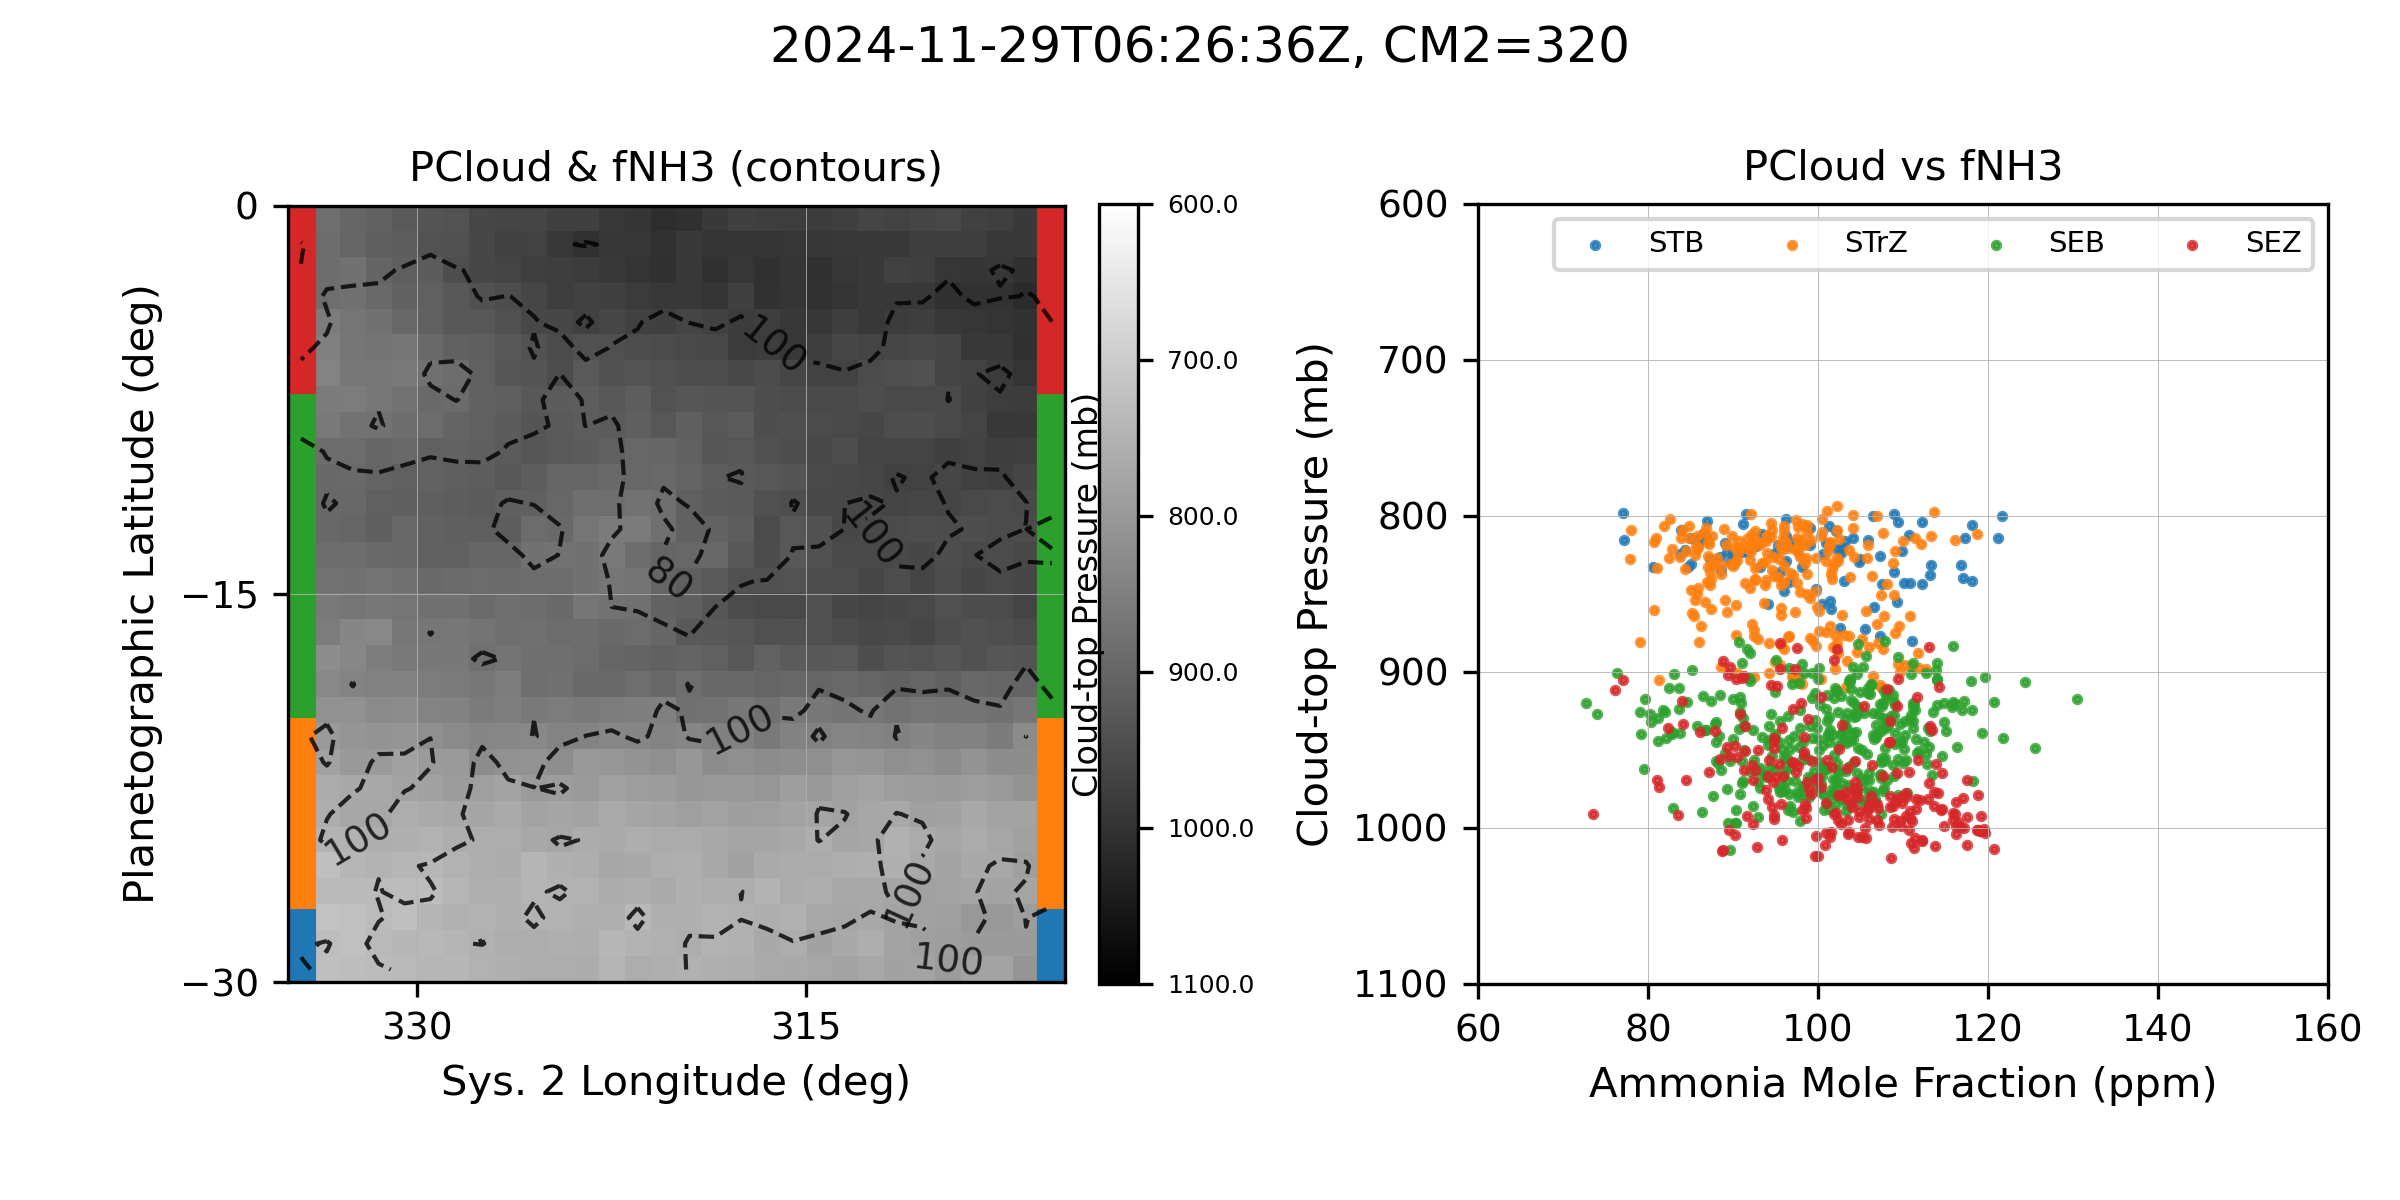 2024-11-29T06:26:36Z, CM2=320
PCloud & fNH3 (contours)
Planetographic Latitude (deg)
0
−15
−30
330
315
Sys. 2 Longitude (deg)
100
100
80
100
100
100
100
Cloud-top Pressure (mb)
600.0
700.0
800.0
900.0
1000.0
1100.0
PCloud vs fNH3
STB STrZ SEB SEZ
Cloud-top Pressure (mb)
600
700
800
900
1000
1100
60 80 100 120 140 160
Ammonia Mole Fraction (ppm)